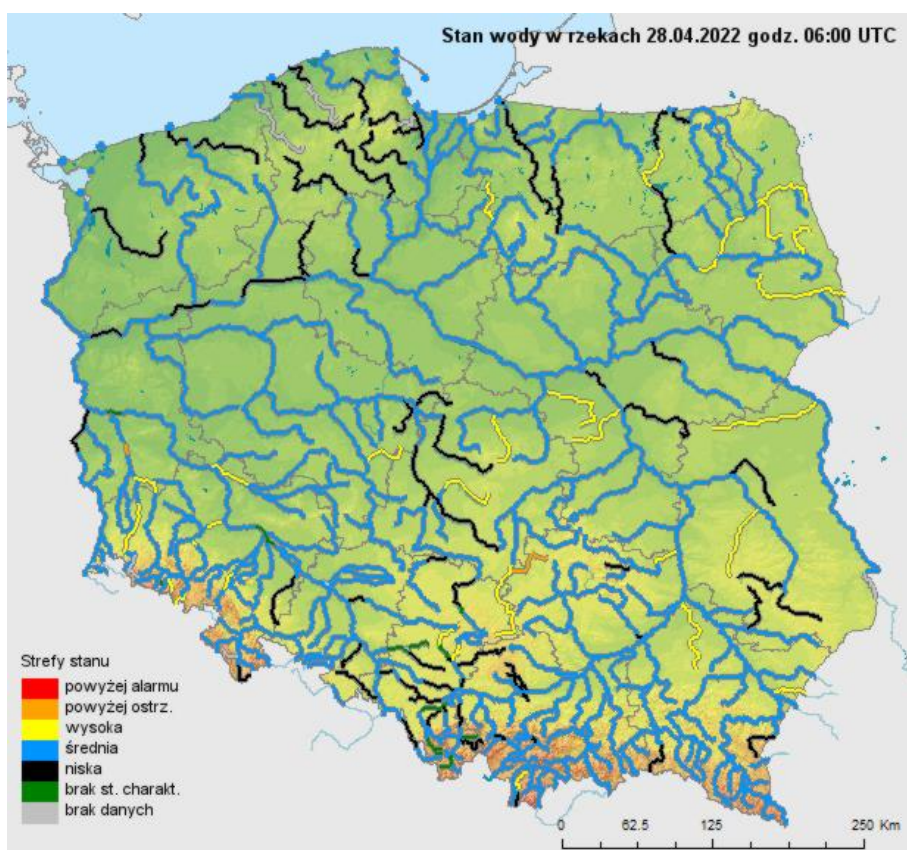 Stan wody w rzekach 28.04.2022 godz. 06:00 UTC
Strefy stanu
powyżej alarmu
powyżej ostrz.
wysoka
średnia
niska
brak st. charakt.
brak danych
0 62.5 125 250 Km